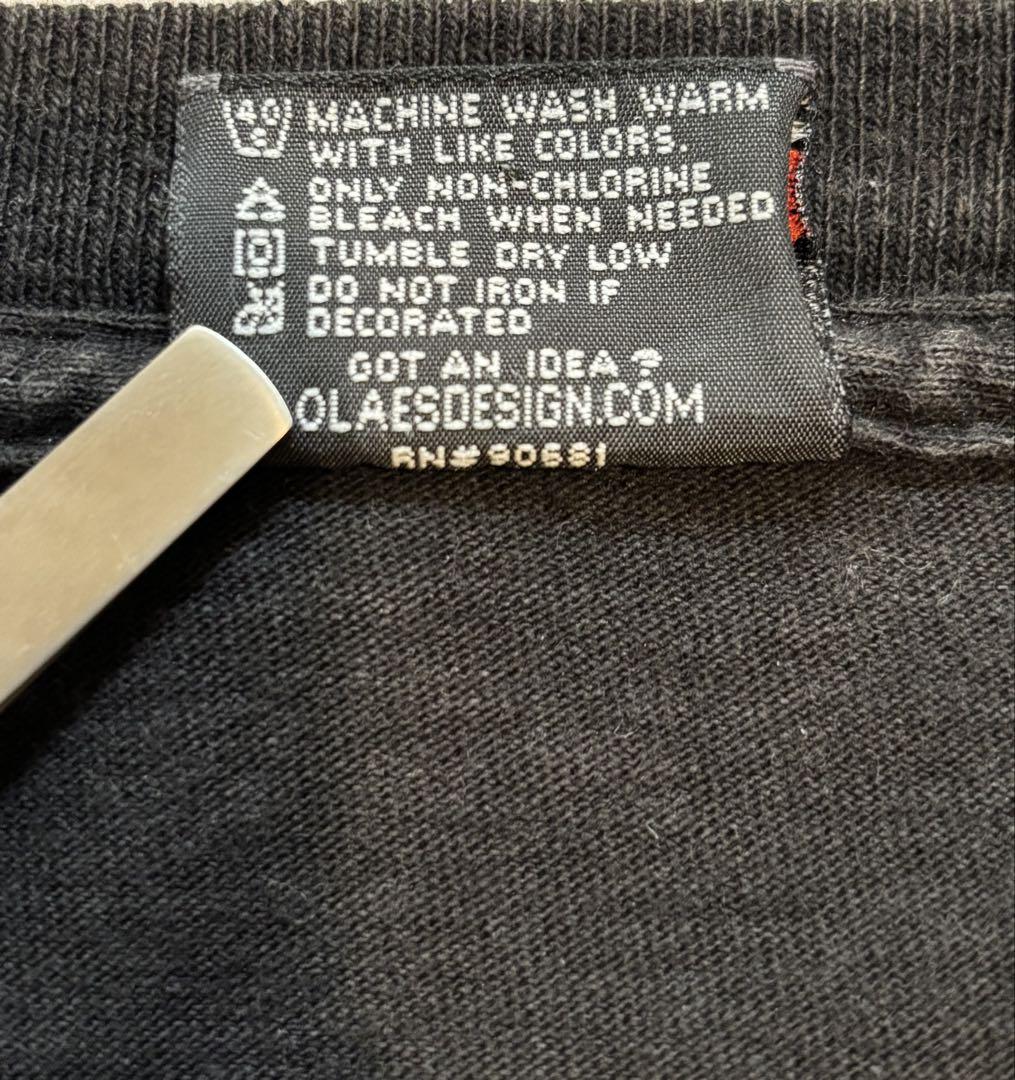 40 MACHINE WASH WARM
WITH LIKE COLORS.
ONLY NON-CHLORINE
BLEACH WHEN NEEDED
TUMBLE DRY LOW
DO NOT IRON IF
DECORATED
GOT AN IDEA?
OLAESDESIGN.COM
RN#90681